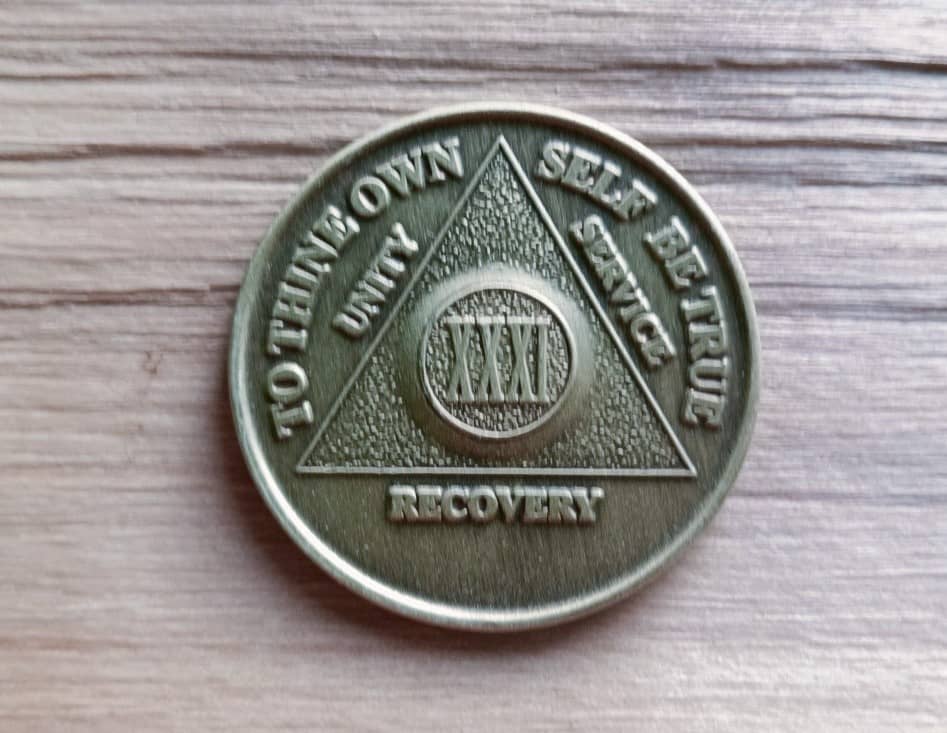 TO THINE OWN SELF BE TRUE
UNITY
SERVICE
XXXI
RECOVERY